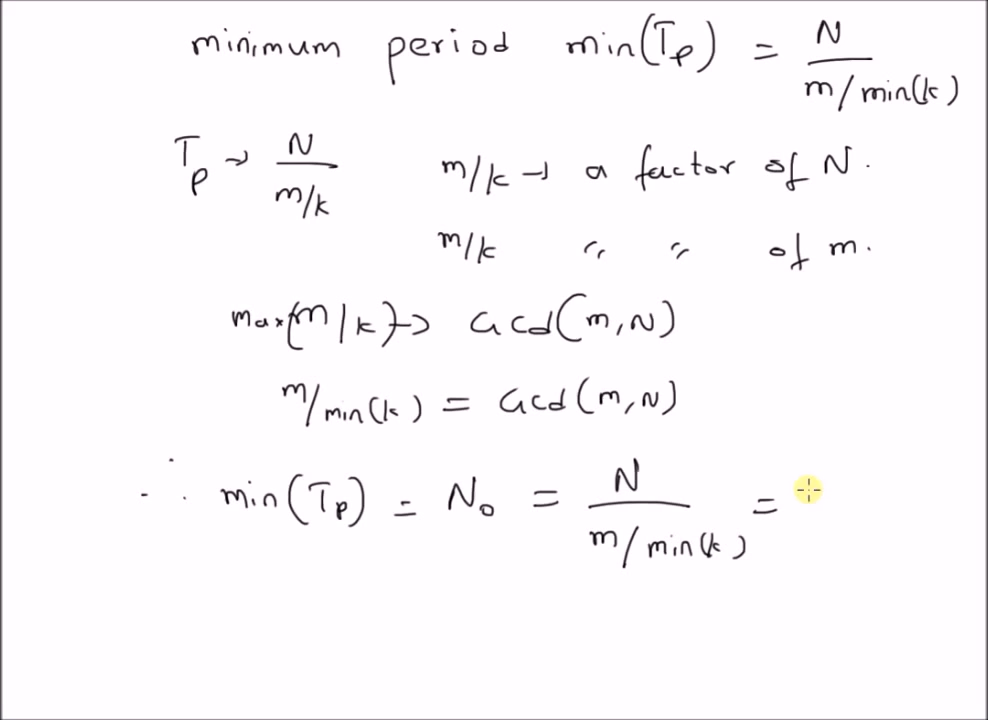 minimum period min(Tp) = N / m/min(k)
Tp → N / m/k m/k → a factor of N.
m/k " " of m.
max(m/k) → Gcd(m,N)
m/min(k) = Gcd(m,N)
∴ min(Tp) = N₀ = N / m/min(k) =